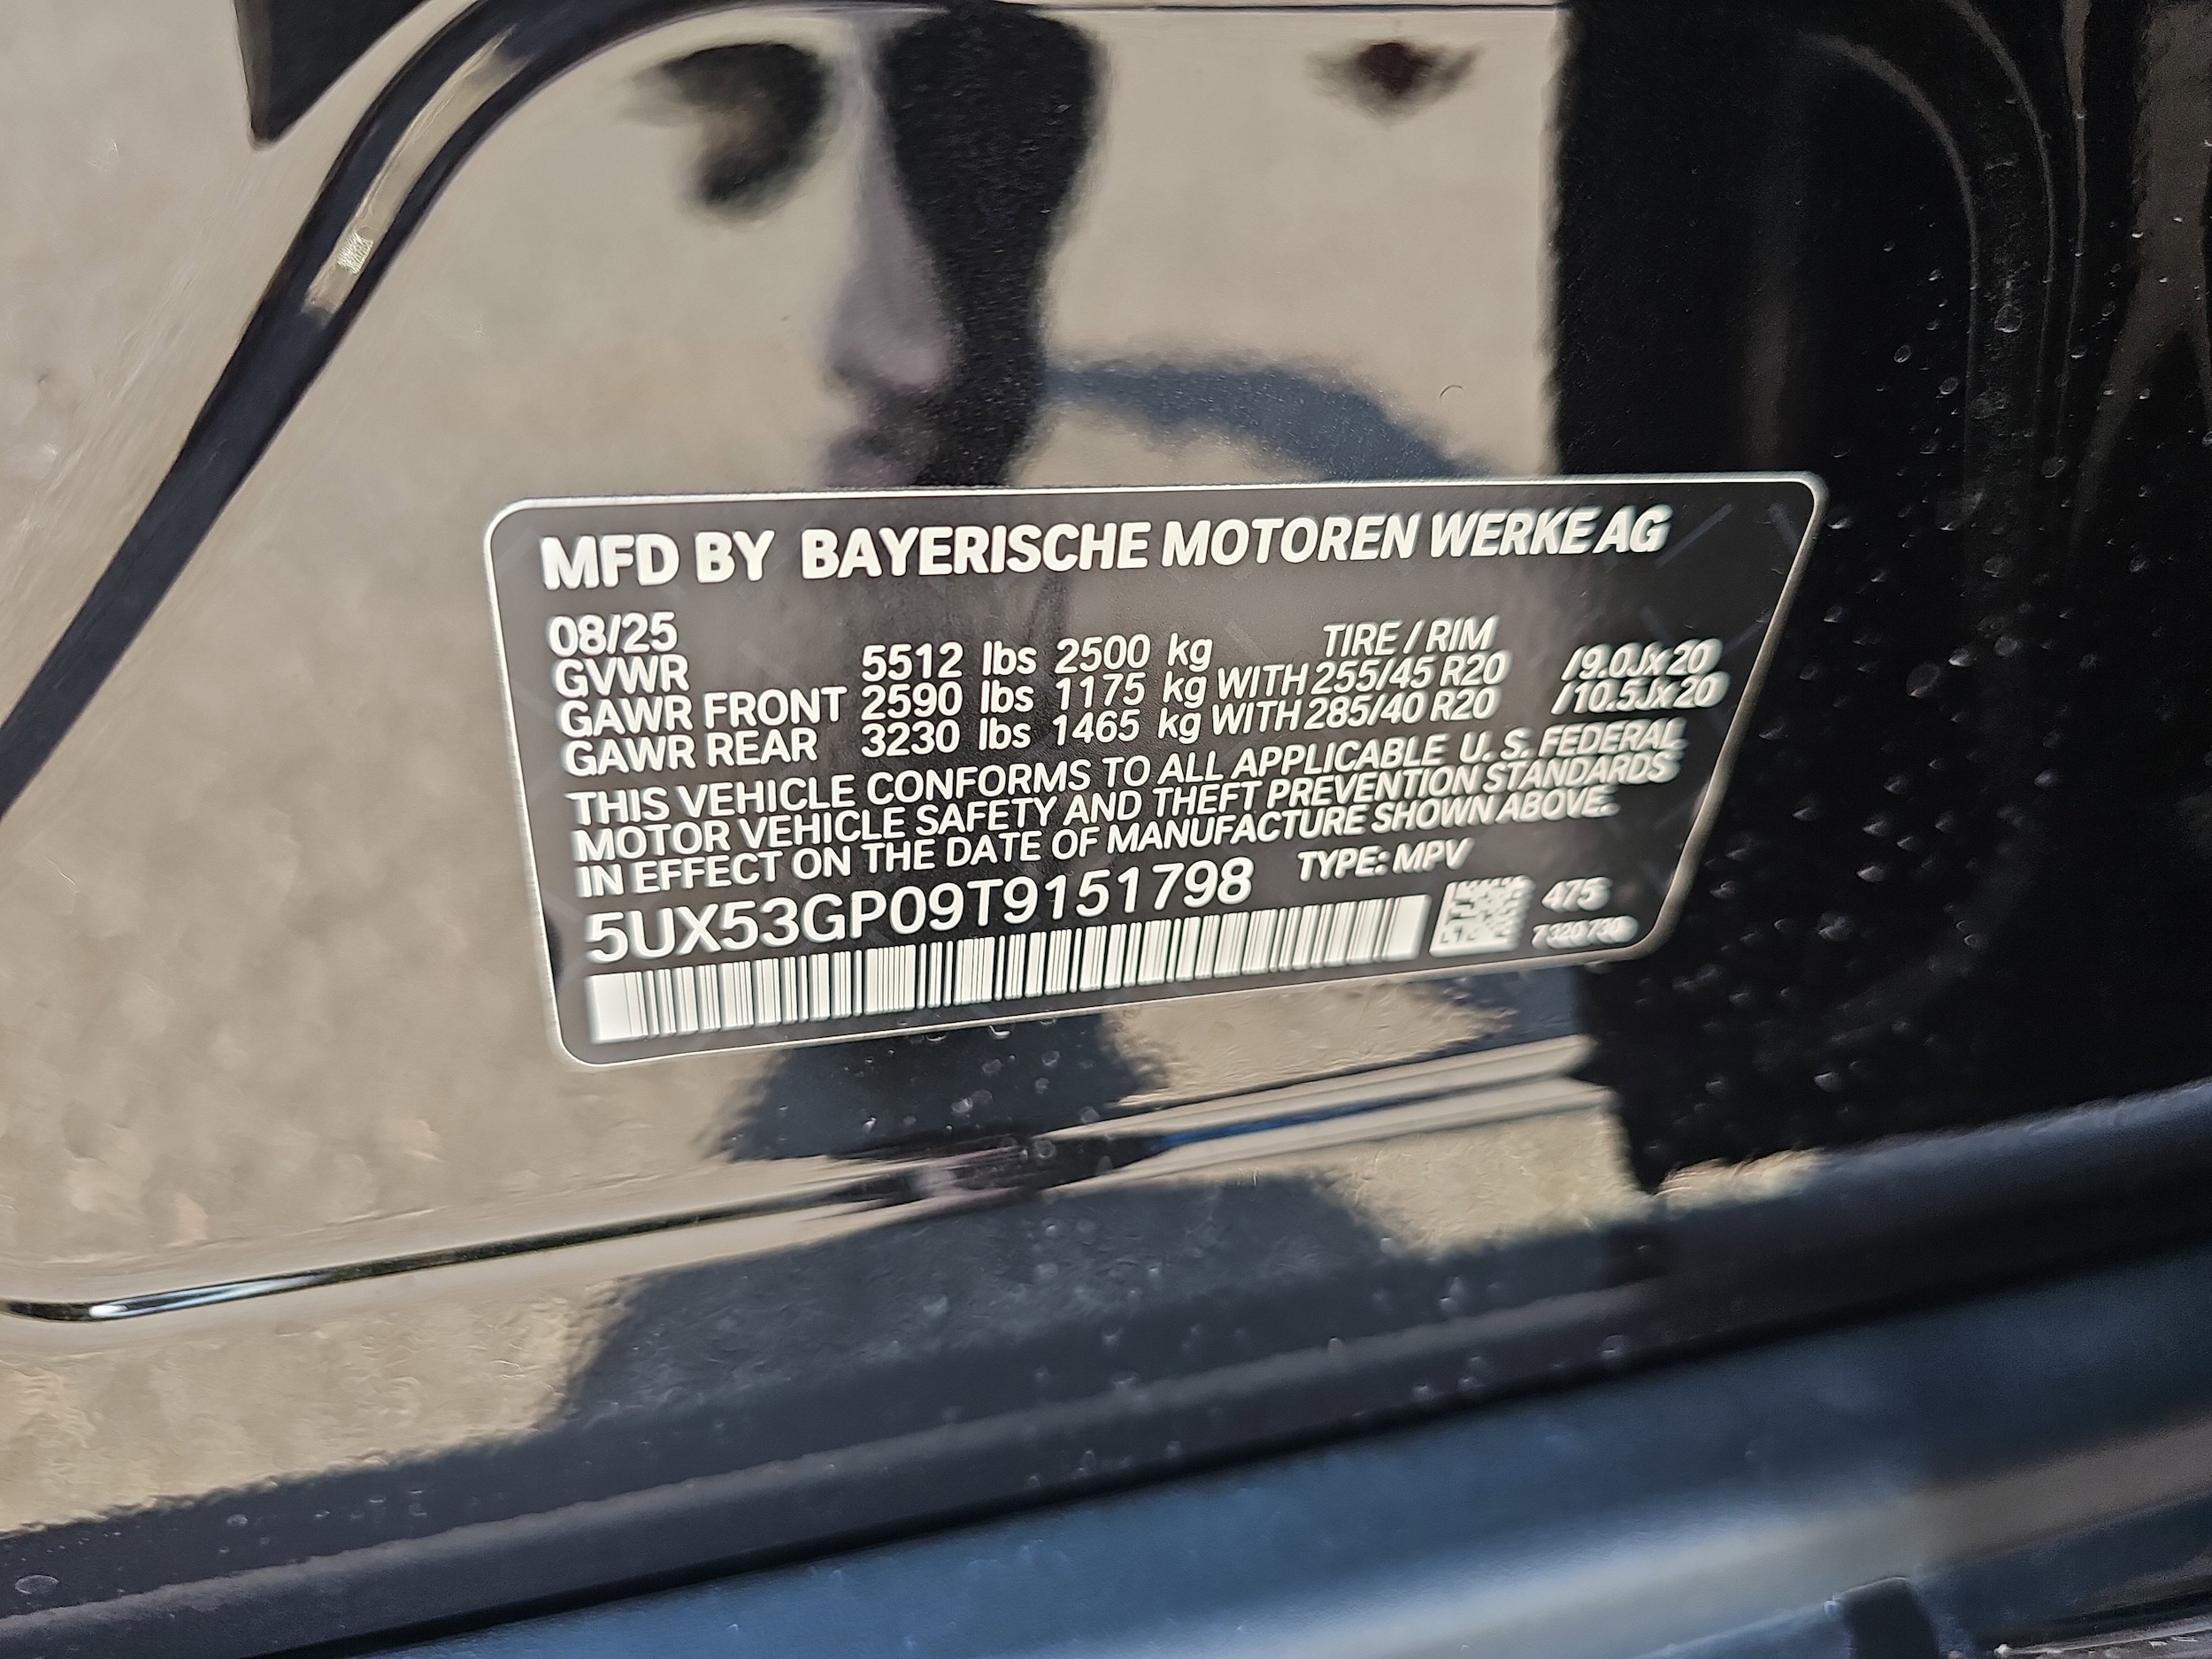 MFD BY BAYERISCHE MOTOREN WERKE AG
08/25 TIRE / RIM
GVWR 5512 lbs 2500 kg
GAWR FRONT 2590 lbs 1175 kg WITH 255/45 R20 /9.0Jx20
GAWR REAR 3230 lbs 1465 kg WITH 285/40 R20 /10.5Jx20
THIS VEHICLE CONFORMS TO ALL APPLICABLE U. S. FEDERAL
MOTOR VEHICLE SAFETY AND THEFT PREVENTION STANDARDS
IN EFFECT ON THE DATE OF MANUFACTURE SHOWN ABOVE.
5UX53GP09T9151798 TYPE: MPV
475